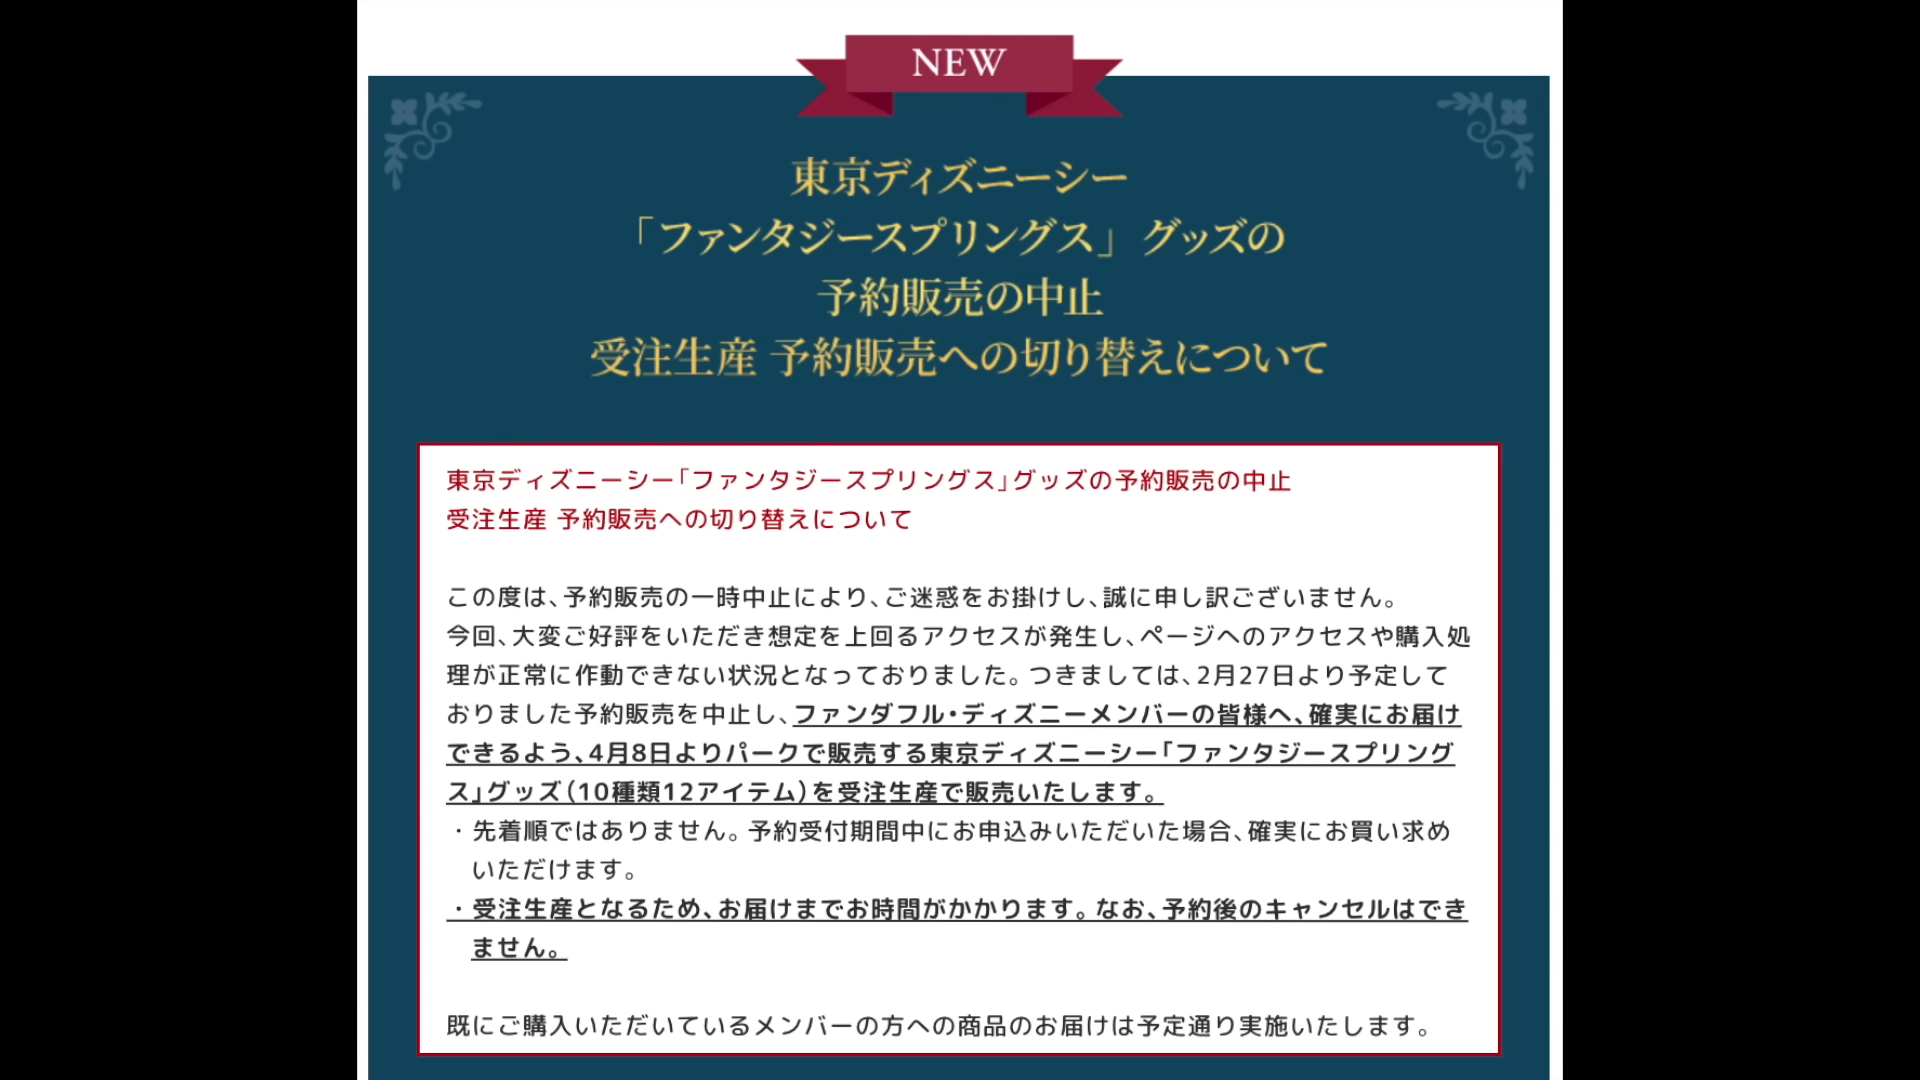 NEW
東京ディズニーシー
「ファンタジースプリングス」グッズの
予約販売の中止
受注生産 予約販売への切り替えについて
東京ディズニーシー「ファンタジースプリングス」グッズの予約販売の中止
受注生産 予約販売への切り替えについて
この度は、予約販売の一時中止により、ご迷惑をお掛けし、誠に申し訳ございません。
今回、大変ご好評をいただき想定を上回るアクセスが発生し、ページへのアクセスや購入処
理が正常に作動できない状況となっておりました。つきましては、2月27日より予定して
おりました予約販売を中止し、ファンダフル・ディズニーメンバーの皆様へ、確実にお届け
できるよう、4月8日よりパークで販売する東京ディズニーシー「ファンタジースプリング
ス」グッズ（10種類12アイテム）を受注生産で販売いたします。
・先着順ではありません。予約受付期間中にお申込みいただいた場合、確実にお買い求め
いただけます。
・受注生産となるため、お届けまでお時間がかかります。なお、予約後のキャンセルはでき
ません。
既にご購入いただいているメンバーの方への商品のお届けは予定通り実施いたします。